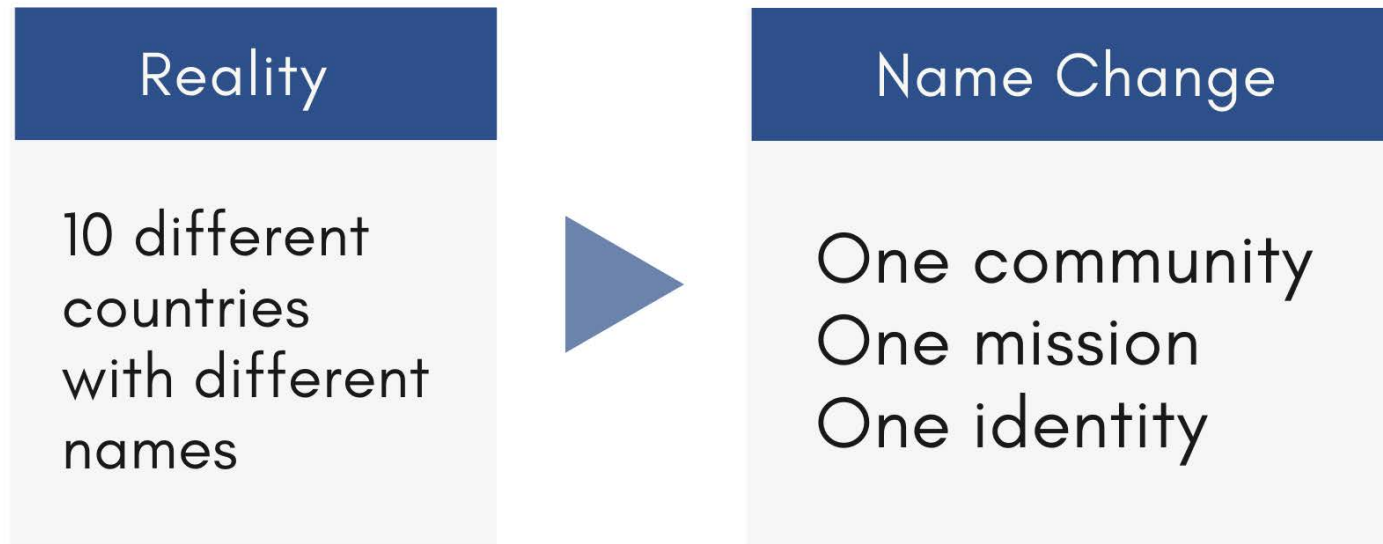 Reality
10 different
countries
with different
names
Name Change
One community
One mission
One identity